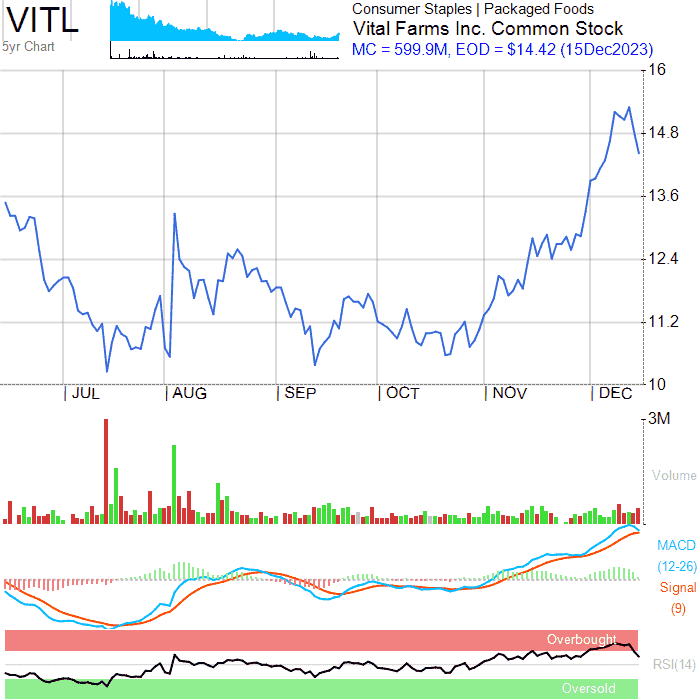 VITL
5yr Chart
Consumer Staples | Packaged Foods
Vital Farms Inc. Common Stock
MC = 599.9M, EOD = $14.42 (15Dec2023)
16
14.8
13.6
12.4
11.2
10
| JUL | AUG | SEP | OCT | NOV | DEC
3M
Volume
MACD
(12-26)
Signal
(9)
Overbought
RSI(14)
Oversold